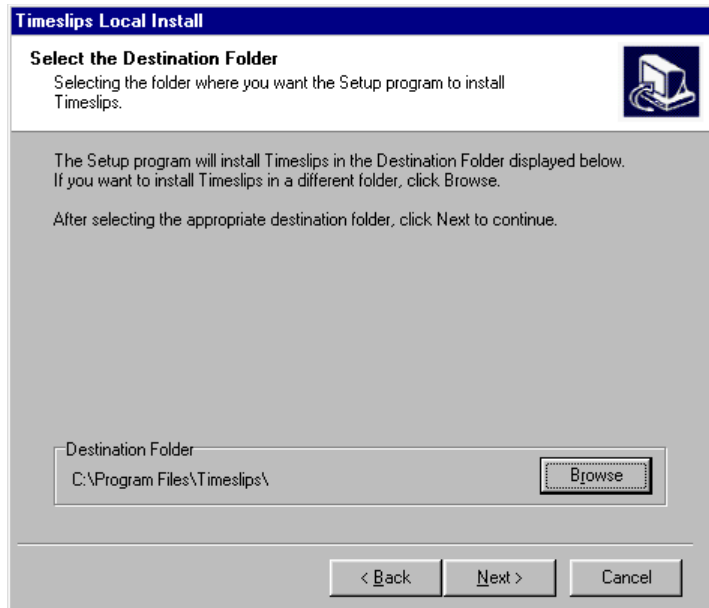 Timeslips Local Install
Select the Destination Folder
Selecting the folder where you want the Setup program to install
Timeslips.
The Setup program will install Timeslips in the Destination Folder displayed below.
If you want to install Timeslips in a different folder, click Browse.
After selecting the appropriate destination folder, click Next to continue.
Destination Folder
C:\Program Files\Timeslips\
Browse
< Back
Next >
Cancel